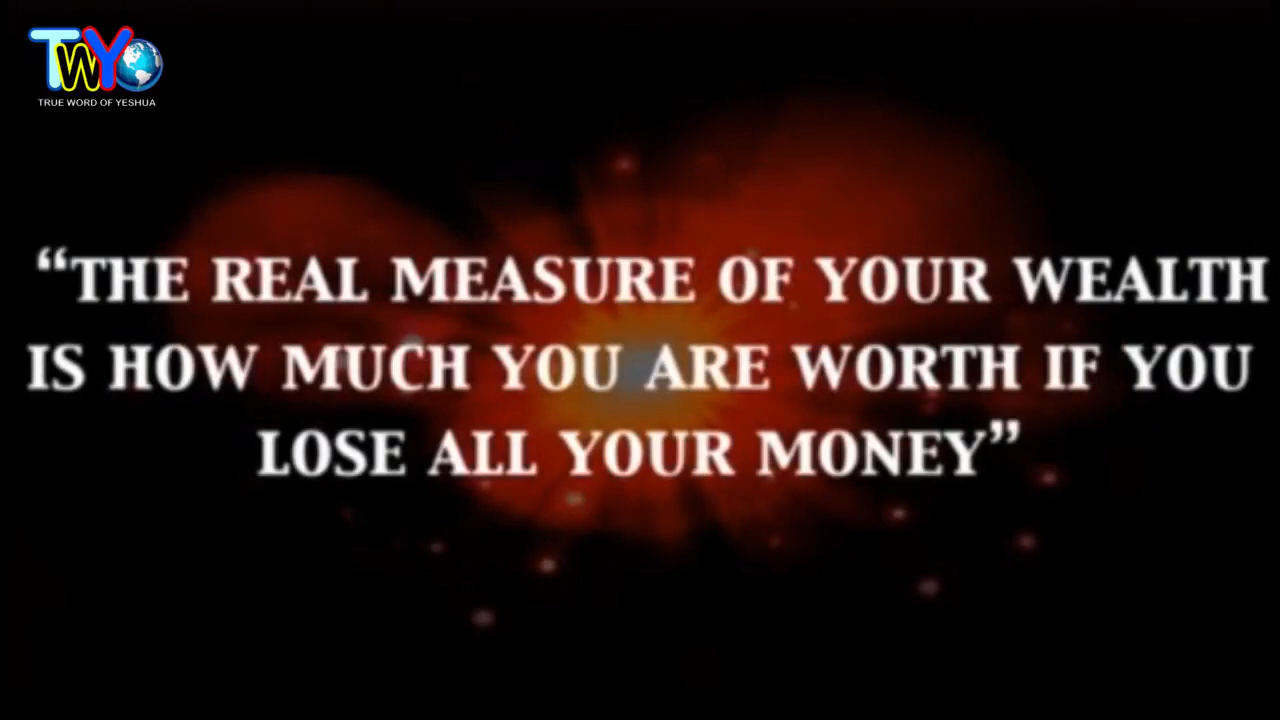 TWYO
TRUE WORD OF YESHUA
“THE REAL MEASURE OF YOUR WEALTH
IS HOW MUCH YOU ARE WORTH IF YOU
LOSE ALL YOUR MONEY”